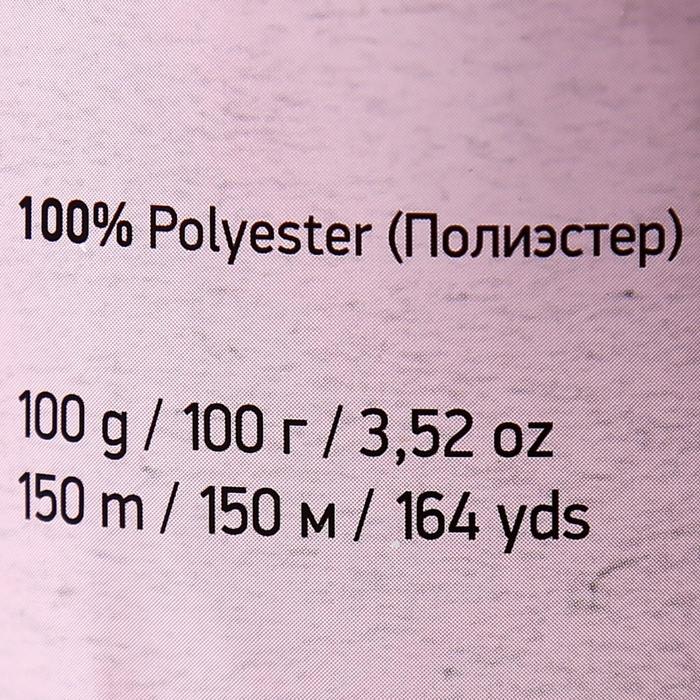 100% Polyester (Полиэстер)
100 g / 100 г / 3,52 oz
150 m / 150 м / 164 yds